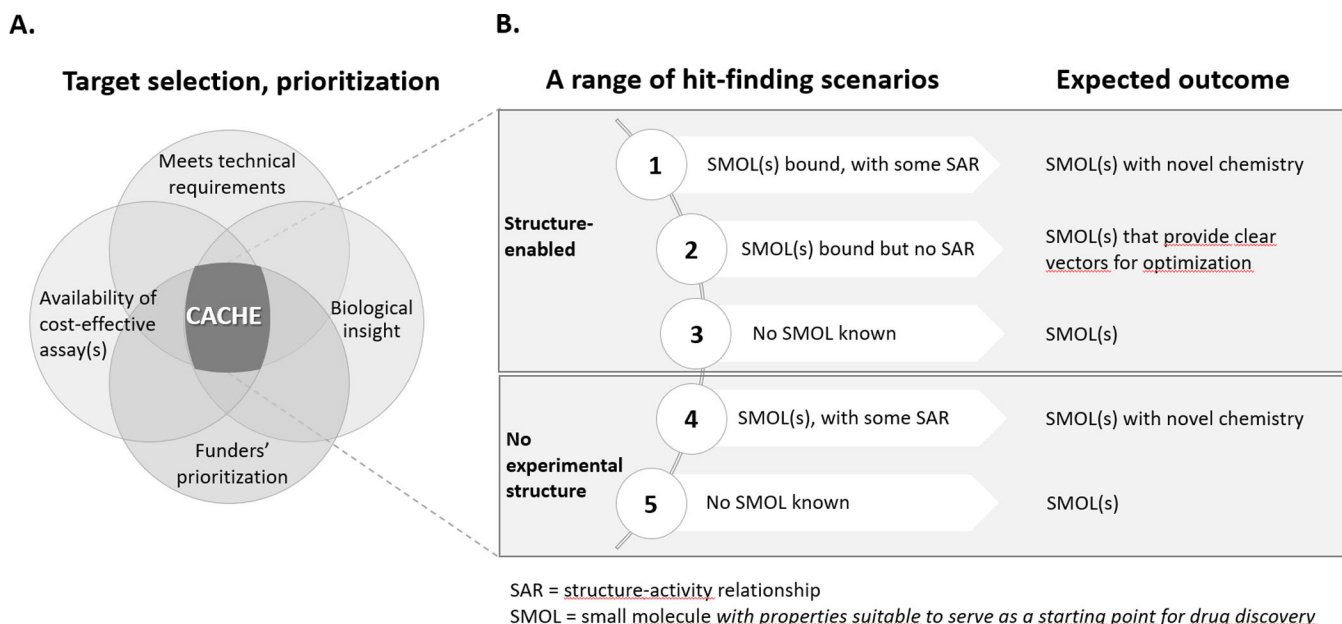 A.
Target selection, prioritization
Meets technical
requirements
Availability of
cost-effective
assay(s)
CACHE
Biological
insight
Funders’
prioritization
B.
A range of hit-finding scenarios
Expected outcome
Structure-
enabled
1
SMOL(s) bound, with some SAR
SMOL(s) with novel chemistry
2
SMOL(s) bound but no SAR
SMOL(s) that provide clear
vectors for optimization
3
No SMOL known
SMOL(s)
No
experimental
structure
4
SMOL(s), with some SAR
SMOL(s) with novel chemistry
5
No SMOL known
SMOL(s)
SAR = structure-activity relationship
SMOL = small molecule with properties suitable to serve as a starting point for drug discovery